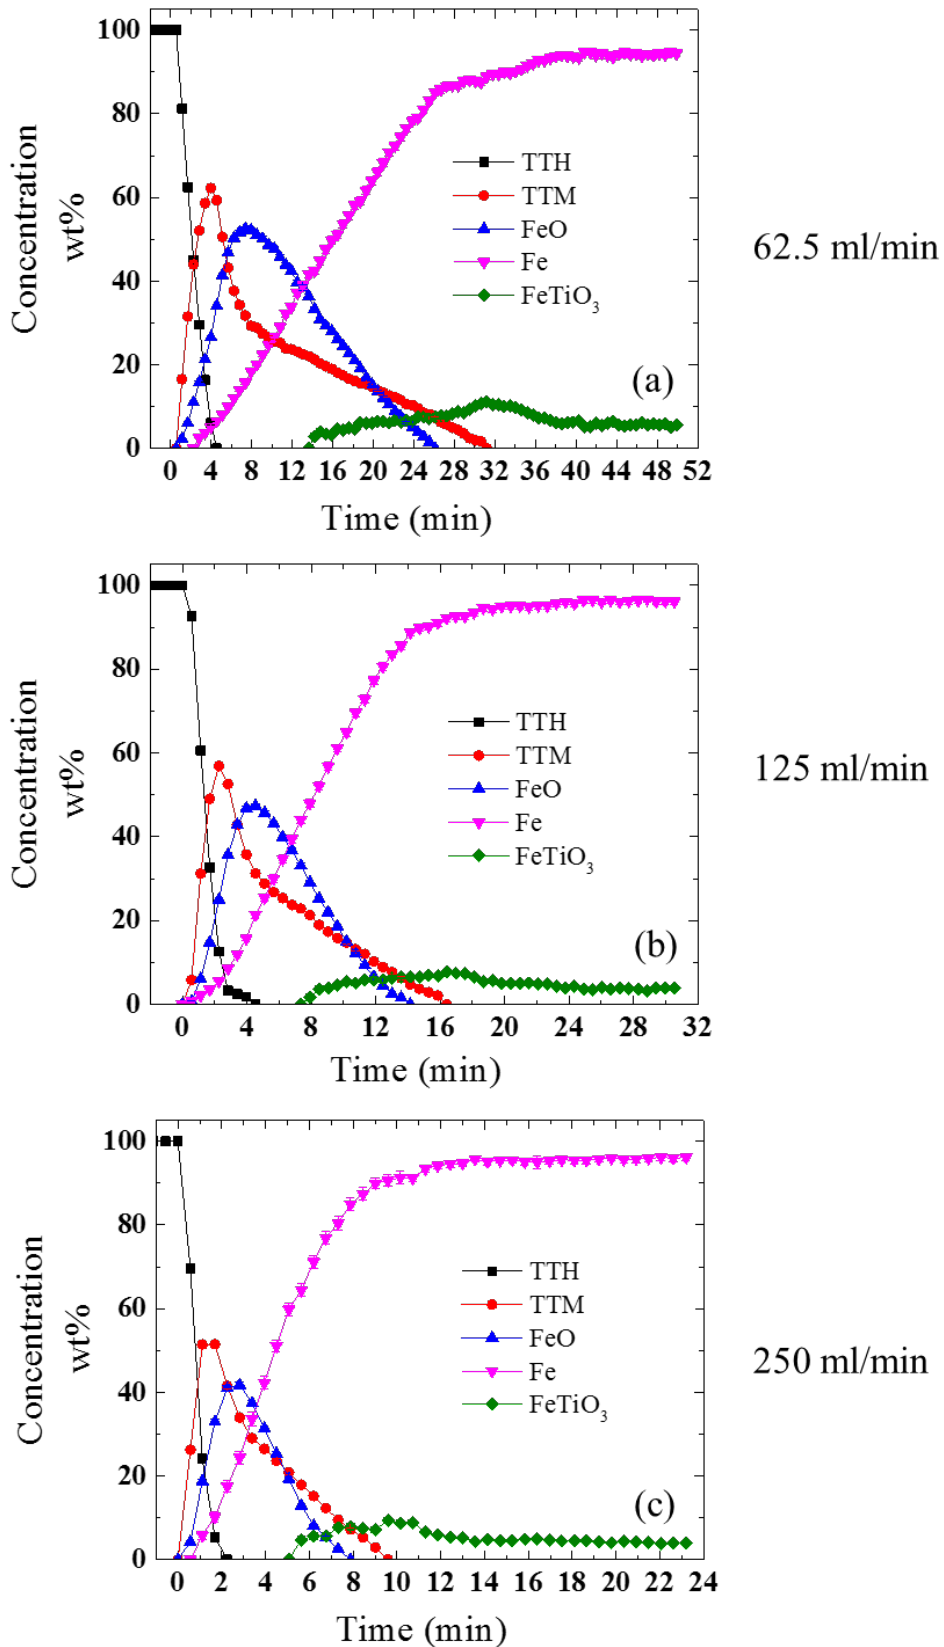 100
80
60
40
20
0
Concentration
wt%
TTH
TTM
FeO
Fe
FeTiO₃
(a)
62.5 ml/min
0 4 8 12 16 20 24 28 32 36 40 44 48 52
Time (min)
100
80
60
40
20
0
Concentration
wt%
TTH
TTM
FeO
Fe
FeTiO₃
(b)
125 ml/min
0 4 8 12 16 20 24 28 32
Time (min)
100
80
60
40
20
0
Concentration
wt%
TTH
TTM
FeO
Fe
FeTiO₃
(c)
250 ml/min
0 2 4 6 8 10 12 14 16 18 20 22 24
Time (min)